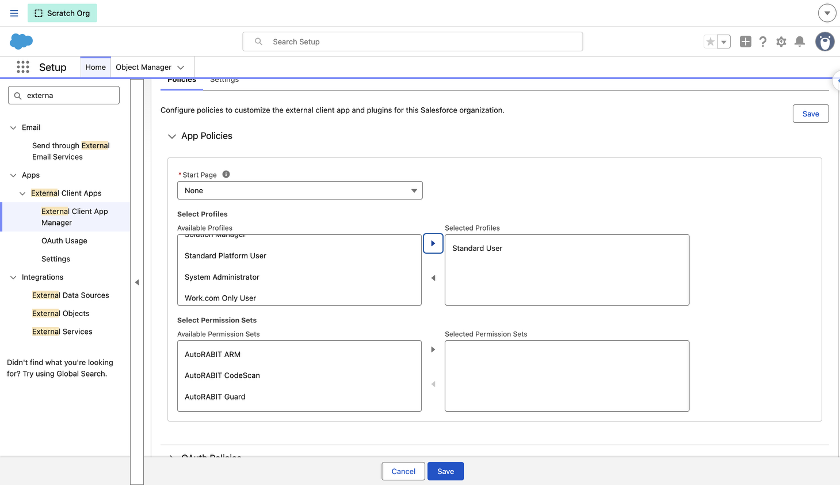 Scratch Org
Search Setup
Setup
Home
Object Manager
Policies
Settings
externa
Configure policies to customize the external client app and plugins for this Salesforce organization.
Save
App Policies
Email
Send through External
Email Services
Apps
External Client Apps
External Client App
Manager
OAuth Usage
Settings
Integrations
External Data Sources
External Objects
External Services
Didn't find what you're looking
for? Try using Global Search.
* Start Page
None
Select Profiles
Available Profiles
Solution Manager
Standard Platform User
System Administrator
Work.com Only User
Selected Profiles
Standard User
Select Permission Sets
Available Permission Sets
AutoRABIT ARM
AutoRABIT CodeScan
AutoRABIT Guard
Selected Permission Sets
OAuth Policies
Cancel
Save